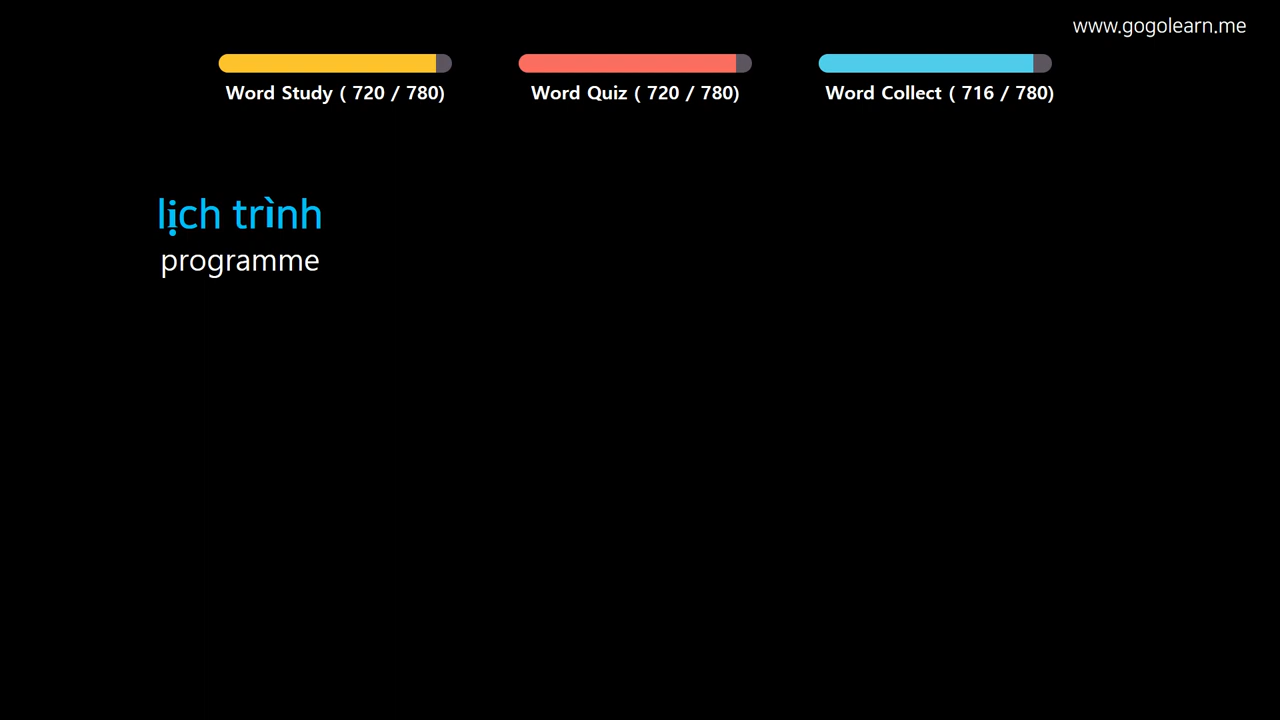 www.gogolearn.me
Word Study ( 720 / 780)
Word Quiz ( 720 / 780)
Word Collect ( 716 / 780)
lịch trình
programme